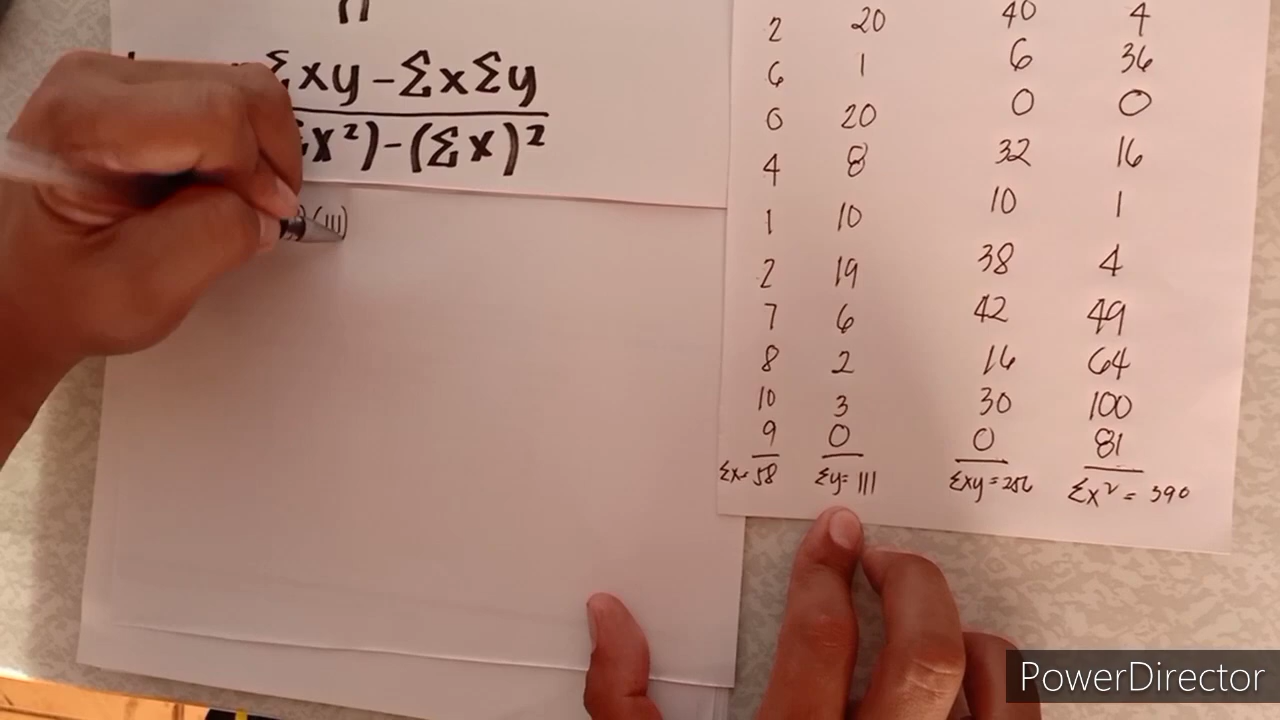 Σxy - ΣxΣy
x²) - (Σx)²
(111)
2 20 40 4
6 1 6 36
0 20 0 0
4 8 32 16
1 10 10 1
2 19 38 4
7 6 42 49
8 2 16 64
10 3 30 100
9 0 0 81
Σx=58 Σy=111 Σxy=256 Σx²=390
PowerDirector